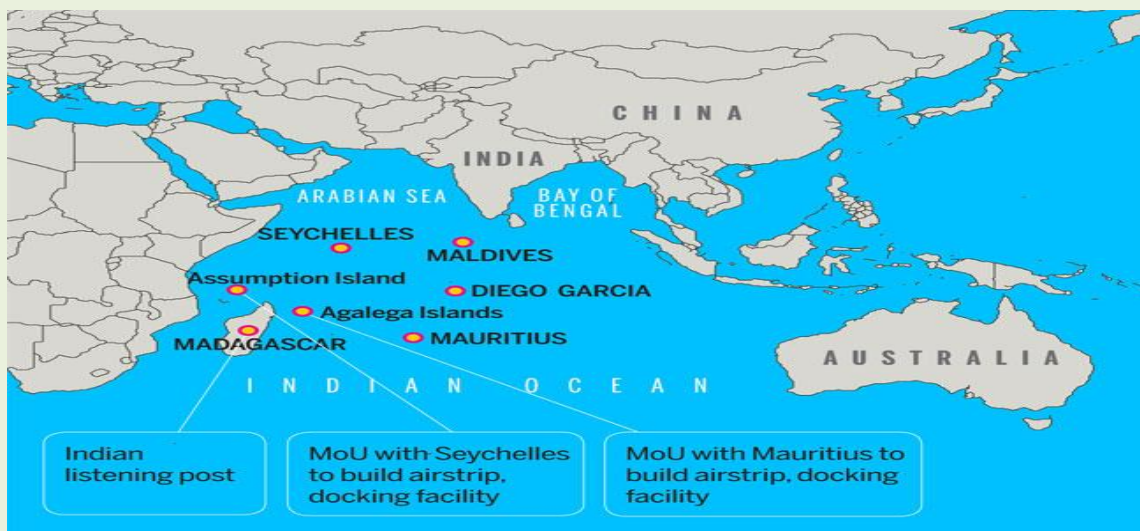 CHINA
INDIA
ARABIAN SEA
BAY OF
BENGAL
SEYCHELLES
MALDIVES
Assumption Island
DIEGO GARCIA
Agalega Islands
MAURITIUS
MADAGASCAR
AUSTRALIA
INDIAN OCEAN
Indian
listening post
MoU with Seychelles
to build airstrip,
docking facility
MoU with Mauritius to
build airstrip, docking
facility